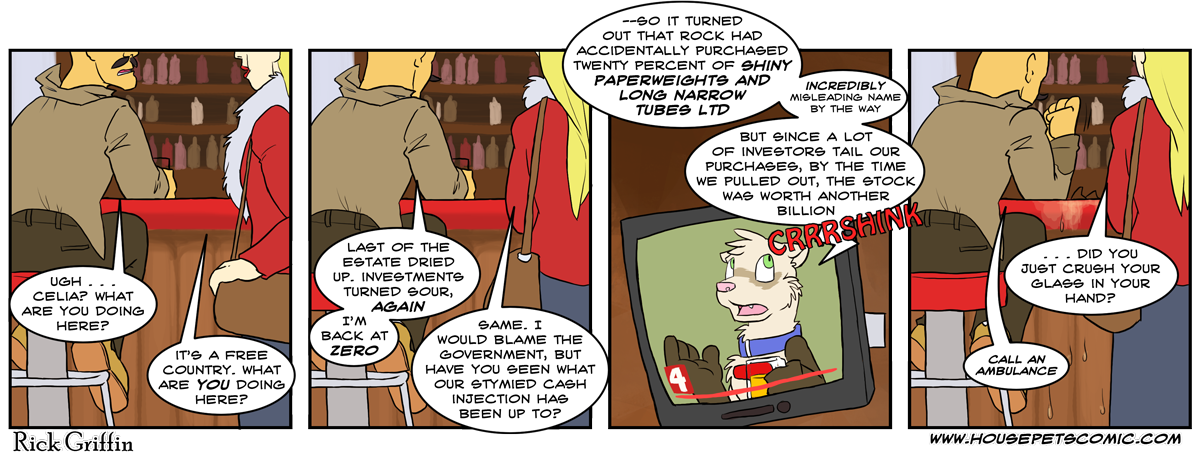 UGH . . .
CELIA? WHAT
ARE YOU DOING
HERE?
IT'S A FREE
COUNTRY. WHAT
ARE YOU DOING
HERE?
LAST OF THE
ESTATE DRIED
UP. INVESTMENTS
TURNED SOUR,
AGAIN
I'M
BACK AT
ZERO
SAME. I
WOULD BLAME THE
GOVERNMENT, BUT
HAVE YOU SEEN WHAT
OUR STYMIED CASH
INJECTION HAS
BEEN UP TO?
--SO IT TURNED
OUT THAT ROCK HAD
ACCIDENTALLY PURCHASED
TWENTY PERCENT OF SHINY
PAPERWEIGHTS AND
LONG NARROW
TUBES LTD
INCREDIBLY
MISLEADING NAME
BY THE WAY
BUT SINCE A LOT
OF INVESTORS TAIL OUR
PURCHASES, BY THE TIME
WE PULLED OUT, THE STOCK
WAS WORTH ANOTHER
BILLION
CRRRSHINK
4
. . . DID YOU
JUST CRUSH YOUR
GLASS IN YOUR
HAND?
CALL AN
AMBULANCE
Rick Griffin
WWW.HOUSEPETSCOMIC.COM